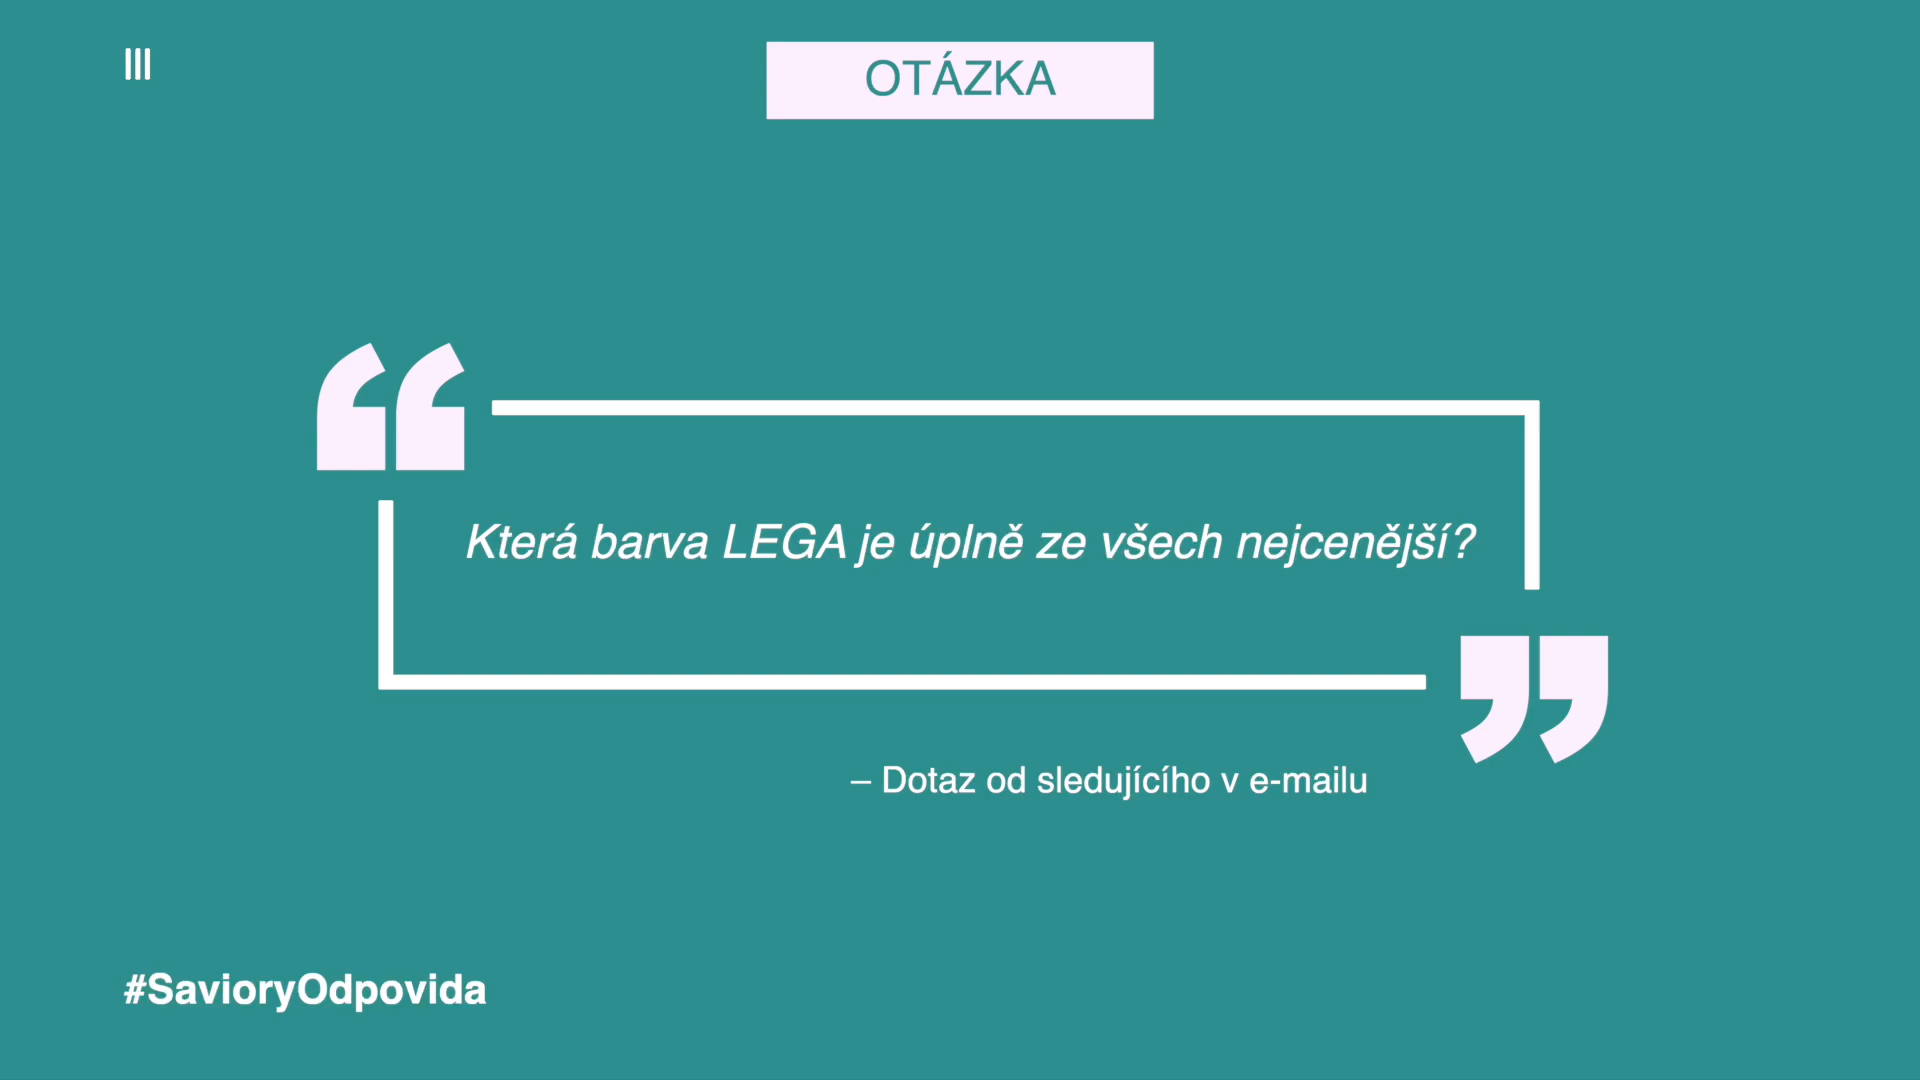 OTÁZKA
Která barva LEGA je úplně ze všech nejcenější?
– Dotaz od sledujícího v e-mailu
#SavioryOdpovida